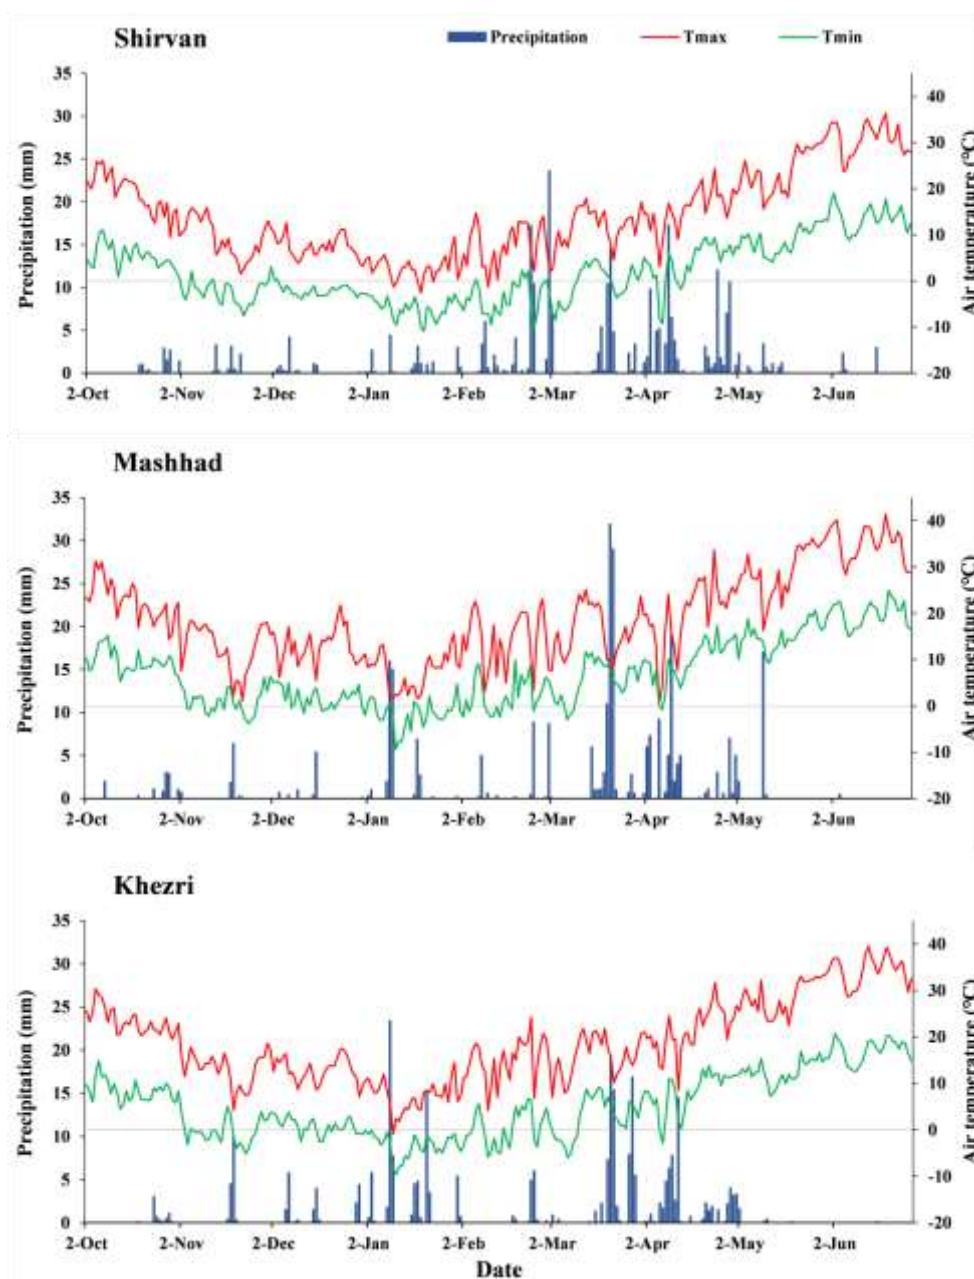 Shirvan
Precipitation Tmax Tmin
35 30 25 20 15 10 5 0
Precipitation (mm)
40 30 20 10 0 -10 -20
Air temperature (°C)
2-Oct 2-Nov 2-Dec 2-Jan 2-Feb 2-Mar 2-Apr 2-May 2-Jun
Mashhad
35 30 25 20 15 10 5 0
Precipitation (mm)
40 30 20 10 0 -10 -20
Air temperature (°C)
2-Oct 2-Nov 2-Dec 2-Jan 2-Feb 2-Mar 2-Apr 2-May 2-Jun
Khezri
35 30 25 20 15 10 5 0
Precipitation (mm)
40 30 20 10 0 -10 -20
Air temperature (°C)
2-Oct 2-Nov 2-Dec 2-Jan 2-Feb 2-Mar 2-Apr 2-May 2-Jun
Date